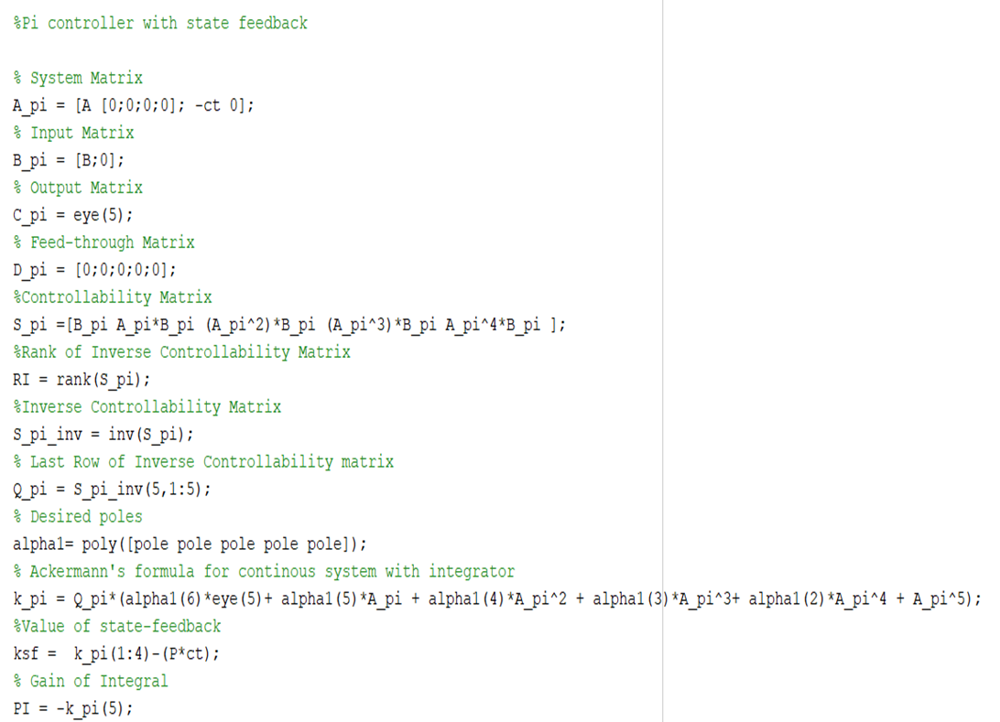 %Pi controller with state feedback
% System Matrix
A_pi = [A [0;0;0;0]; -ct 0];
% Input Matrix
B_pi = [B;0];
% Output Matrix
C_pi = eye(5);
% Feed-through Matrix
D_pi = [0;0;0;0;0];
%Controllability Matrix
S_pi =[B_pi A_pi*B_pi (A_pi^2)*B_pi (A_pi^3)*B_pi A_pi^4*B_pi ];
%Rank of Inverse Controllability Matrix
RI = rank(S_pi);
%Inverse Controllability Matrix
S_pi_inv = inv(S_pi);
% Last Row of Inverse Controllability matrix
Q_pi = S_pi_inv(5,1:5);
% Desired poles
alpha1= poly([pole pole pole pole pole]);
% Ackermann's formula for continous system with integrator
k_pi = Q_pi*(alpha1(6)*eye(5)+ alpha1(5)*A_pi + alpha1(4)*A_pi^2 + alpha1(3)*A_pi^3+ alpha1(2)*A_pi^4 + A_pi^5);
%Value of state-feedback
ksf =  k_pi(1:4)-(P*ct);
% Gain of Integral
PI = -k_pi(5);